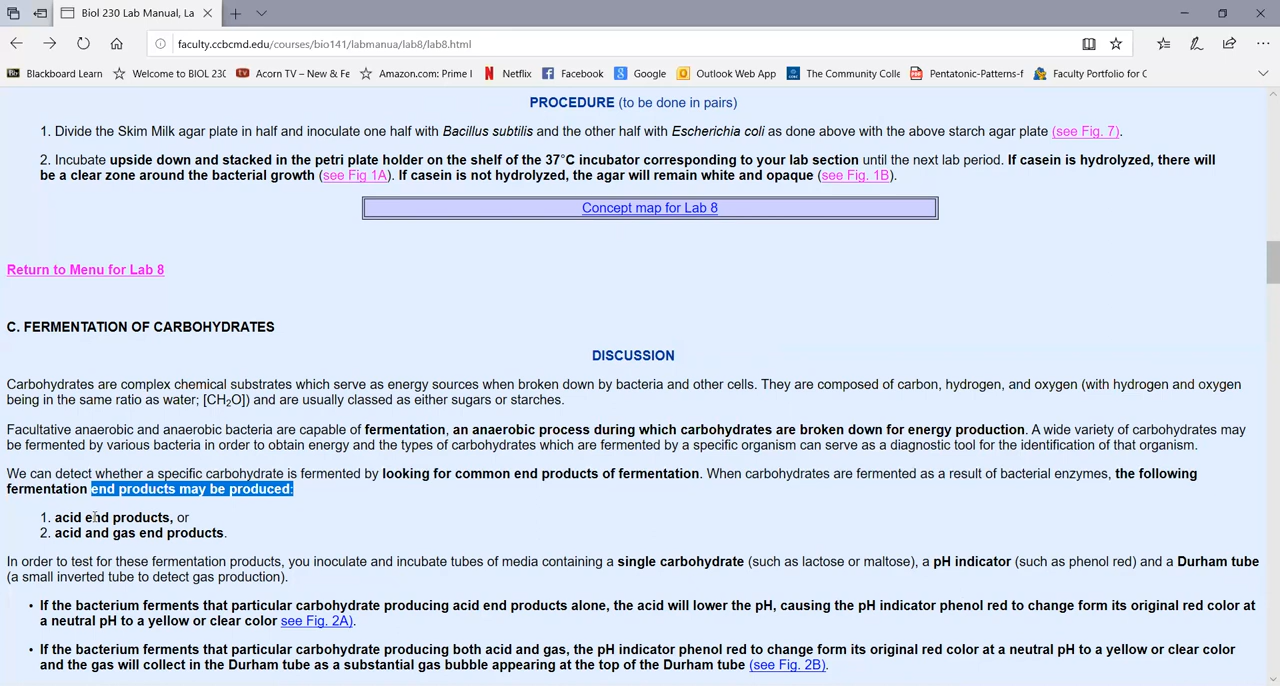 Biol 230 Lab Manual, La
faculty.ccbcmd.edu/courses/bio141/labmanua/lab8/lab8.html
Blackboard Learn Welcome to BIOL 230 Acorn TV – New & Fe Amazon.com: Prime I Netflix Facebook Google Outlook Web App The Community Colle Pentatonic-Patterns-f Faculty Portfolio for C
PROCEDURE (to be done in pairs)
1. Divide the Skim Milk agar plate in half and inoculate one half with Bacillus subtilis and the other half with Escherichia coli as done above with the above starch agar plate (see Fig. 7).
2. Incubate upside down and stacked in the petri plate holder on the shelf of the 37°C incubator corresponding to your lab section until the next lab period. If casein is hydrolyzed, there will
be a clear zone around the bacterial growth (see Fig 1A). If casein is not hydrolyzed, the agar will remain white and opaque (see Fig. 1B).
Concept map for Lab 8
Return to Menu for Lab 8
C. FERMENTATION OF CARBOHYDRATES
DISCUSSION
Carbohydrates are complex chemical substrates which serve as energy sources when broken down by bacteria and other cells. They are composed of carbon, hydrogen, and oxygen (with hydrogen and oxygen
being in the same ratio as water; [CH₂O]) and are usually classed as either sugars or starches.
Facultative anaerobic and anaerobic bacteria are capable of fermentation, an anaerobic process during which carbohydrates are broken down for energy production. A wide variety of carbohydrates may
be fermented by various bacteria in order to obtain energy and the types of carbohydrates which are fermented by a specific organism can serve as a diagnostic tool for the identification of that organism.
We can detect whether a specific carbohydrate is fermented by looking for common end products of fermentation. When carbohydrates are fermented as a result of bacterial enzymes, the following
fermentation end products may be produced:
1. acid end products, or
2. acid and gas end products.
In order to test for these fermentation products, you inoculate and incubate tubes of media containing a single carbohydrate (such as lactose or maltose), a pH indicator (such as phenol red) and a Durham tube
(a small inverted tube to detect gas production).
• If the bacterium ferments that particular carbohydrate producing acid end products alone, the acid will lower the pH, causing the pH indicator phenol red to change form its original red color at
a neutral pH to a yellow or clear color see Fig. 2A).
• If the bacterium ferments that particular carbohydrate producing both acid and gas, the pH indicator phenol red to change form its original red color at a neutral pH to a yellow or clear color
and the gas will collect in the Durham tube as a substantial gas bubble appearing at the top of the Durham tube (see Fig. 2B).